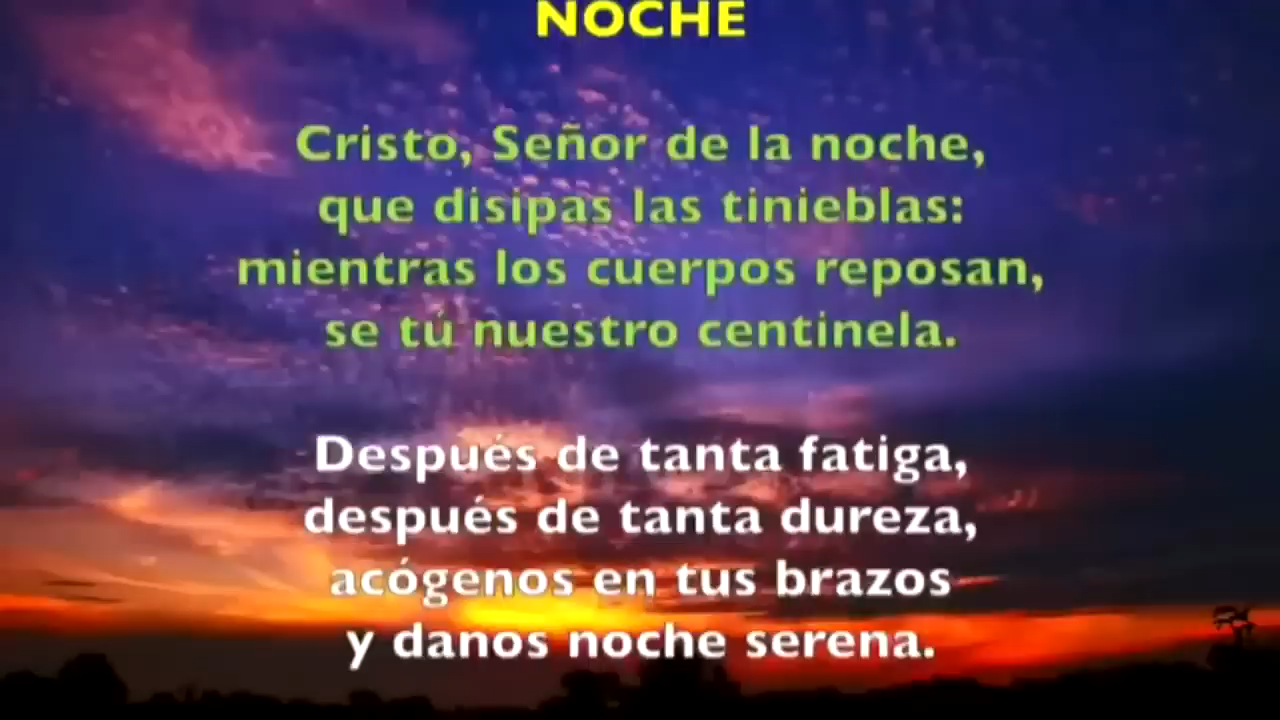 NOCHE
Cristo, Señor de la noche,
que disipas las tinieblas:
mientras los cuerpos reposan,
se tú nuestro centinela.
Después de tanta fatiga,
después de tanta dureza,
acógenos en tus brazos
y danos noche serena.